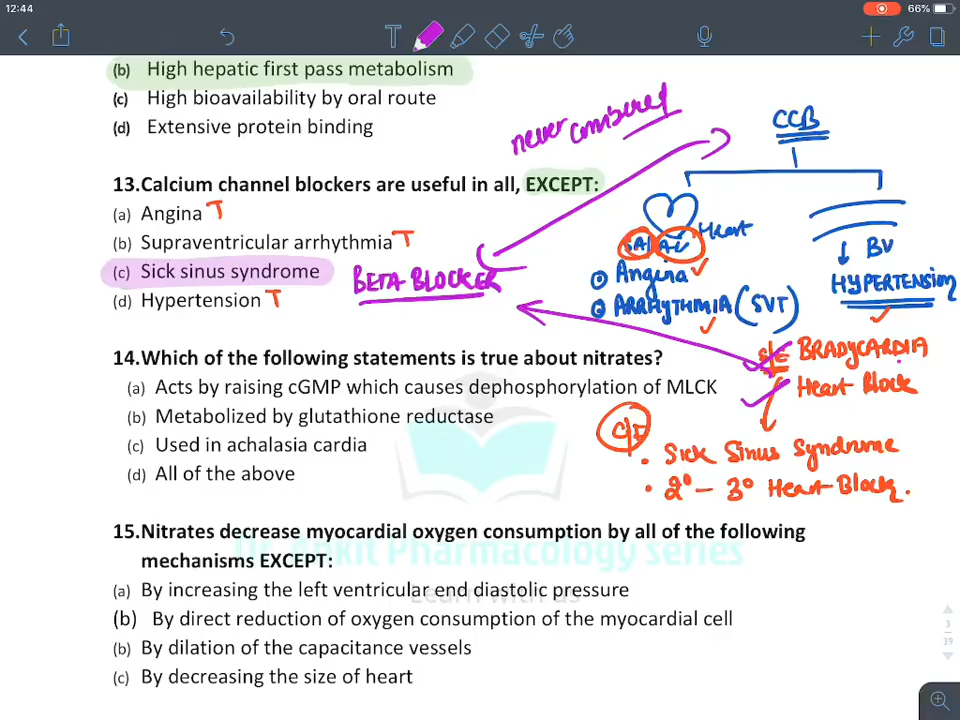 12:44
66%
T
(b) High hepatic first pass metabolism
(c) High bioavailability by oral route
(d) Extensive protein binding
never combined
CCB
13.Calcium channel blockers are useful in all, EXCEPT:
(a) Angina T
(b) Supraventricular arrhythmia T
(c) Sick sinus syndrome
(d) Hypertension T
BETA BLOCKER
Heart
Angina
ARRHYTHMIA (SVT)
↓ BV
HYPERTENSION
S/E BRADYCARDIA
Heart Block
C/I
• Sick Sinus Syndrome
• 2° – 3° Heart Block.
14.Which of the following statements is true about nitrates?
(a) Acts by raising cGMP which causes dephosphorylation of MLCK
(b) Metabolized by glutathione reductase
(c) Used in achalasia cardia
(d) All of the above
15.Nitrates decrease myocardial oxygen consumption by all of the following
mechanisms EXCEPT:
(a) By increasing the left ventricular end diastolic pressure
(b) By direct reduction of oxygen consumption of the myocardial cell
(b) By dilation of the capacitance vessels
(c) By decreasing the size of heart
3
39